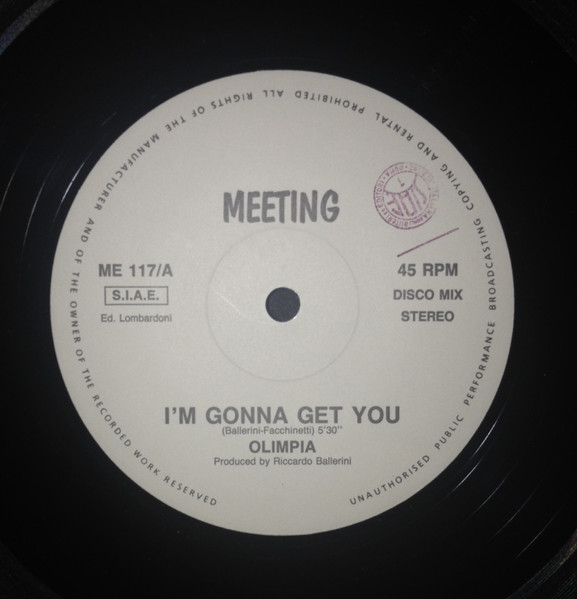 ALL RIGHTS OF THE MANUFACTURER AND OF THE OWNER OF THE RECORDED WORK RESERVED
UNAUTHORISED PUBLIC PERFORMANCE BROADCASTING COPYING AND RENTAL PROHIBITED
MEETING
ME 117/A
S.I.A.E.
Ed. Lombardoni
45 RPM
DISCO MIX
STEREO
I'M GONNA GET YOU
(Ballerini-Facchinetti) 5'30''
OLIMPIA
Produced by Riccardo Ballerini